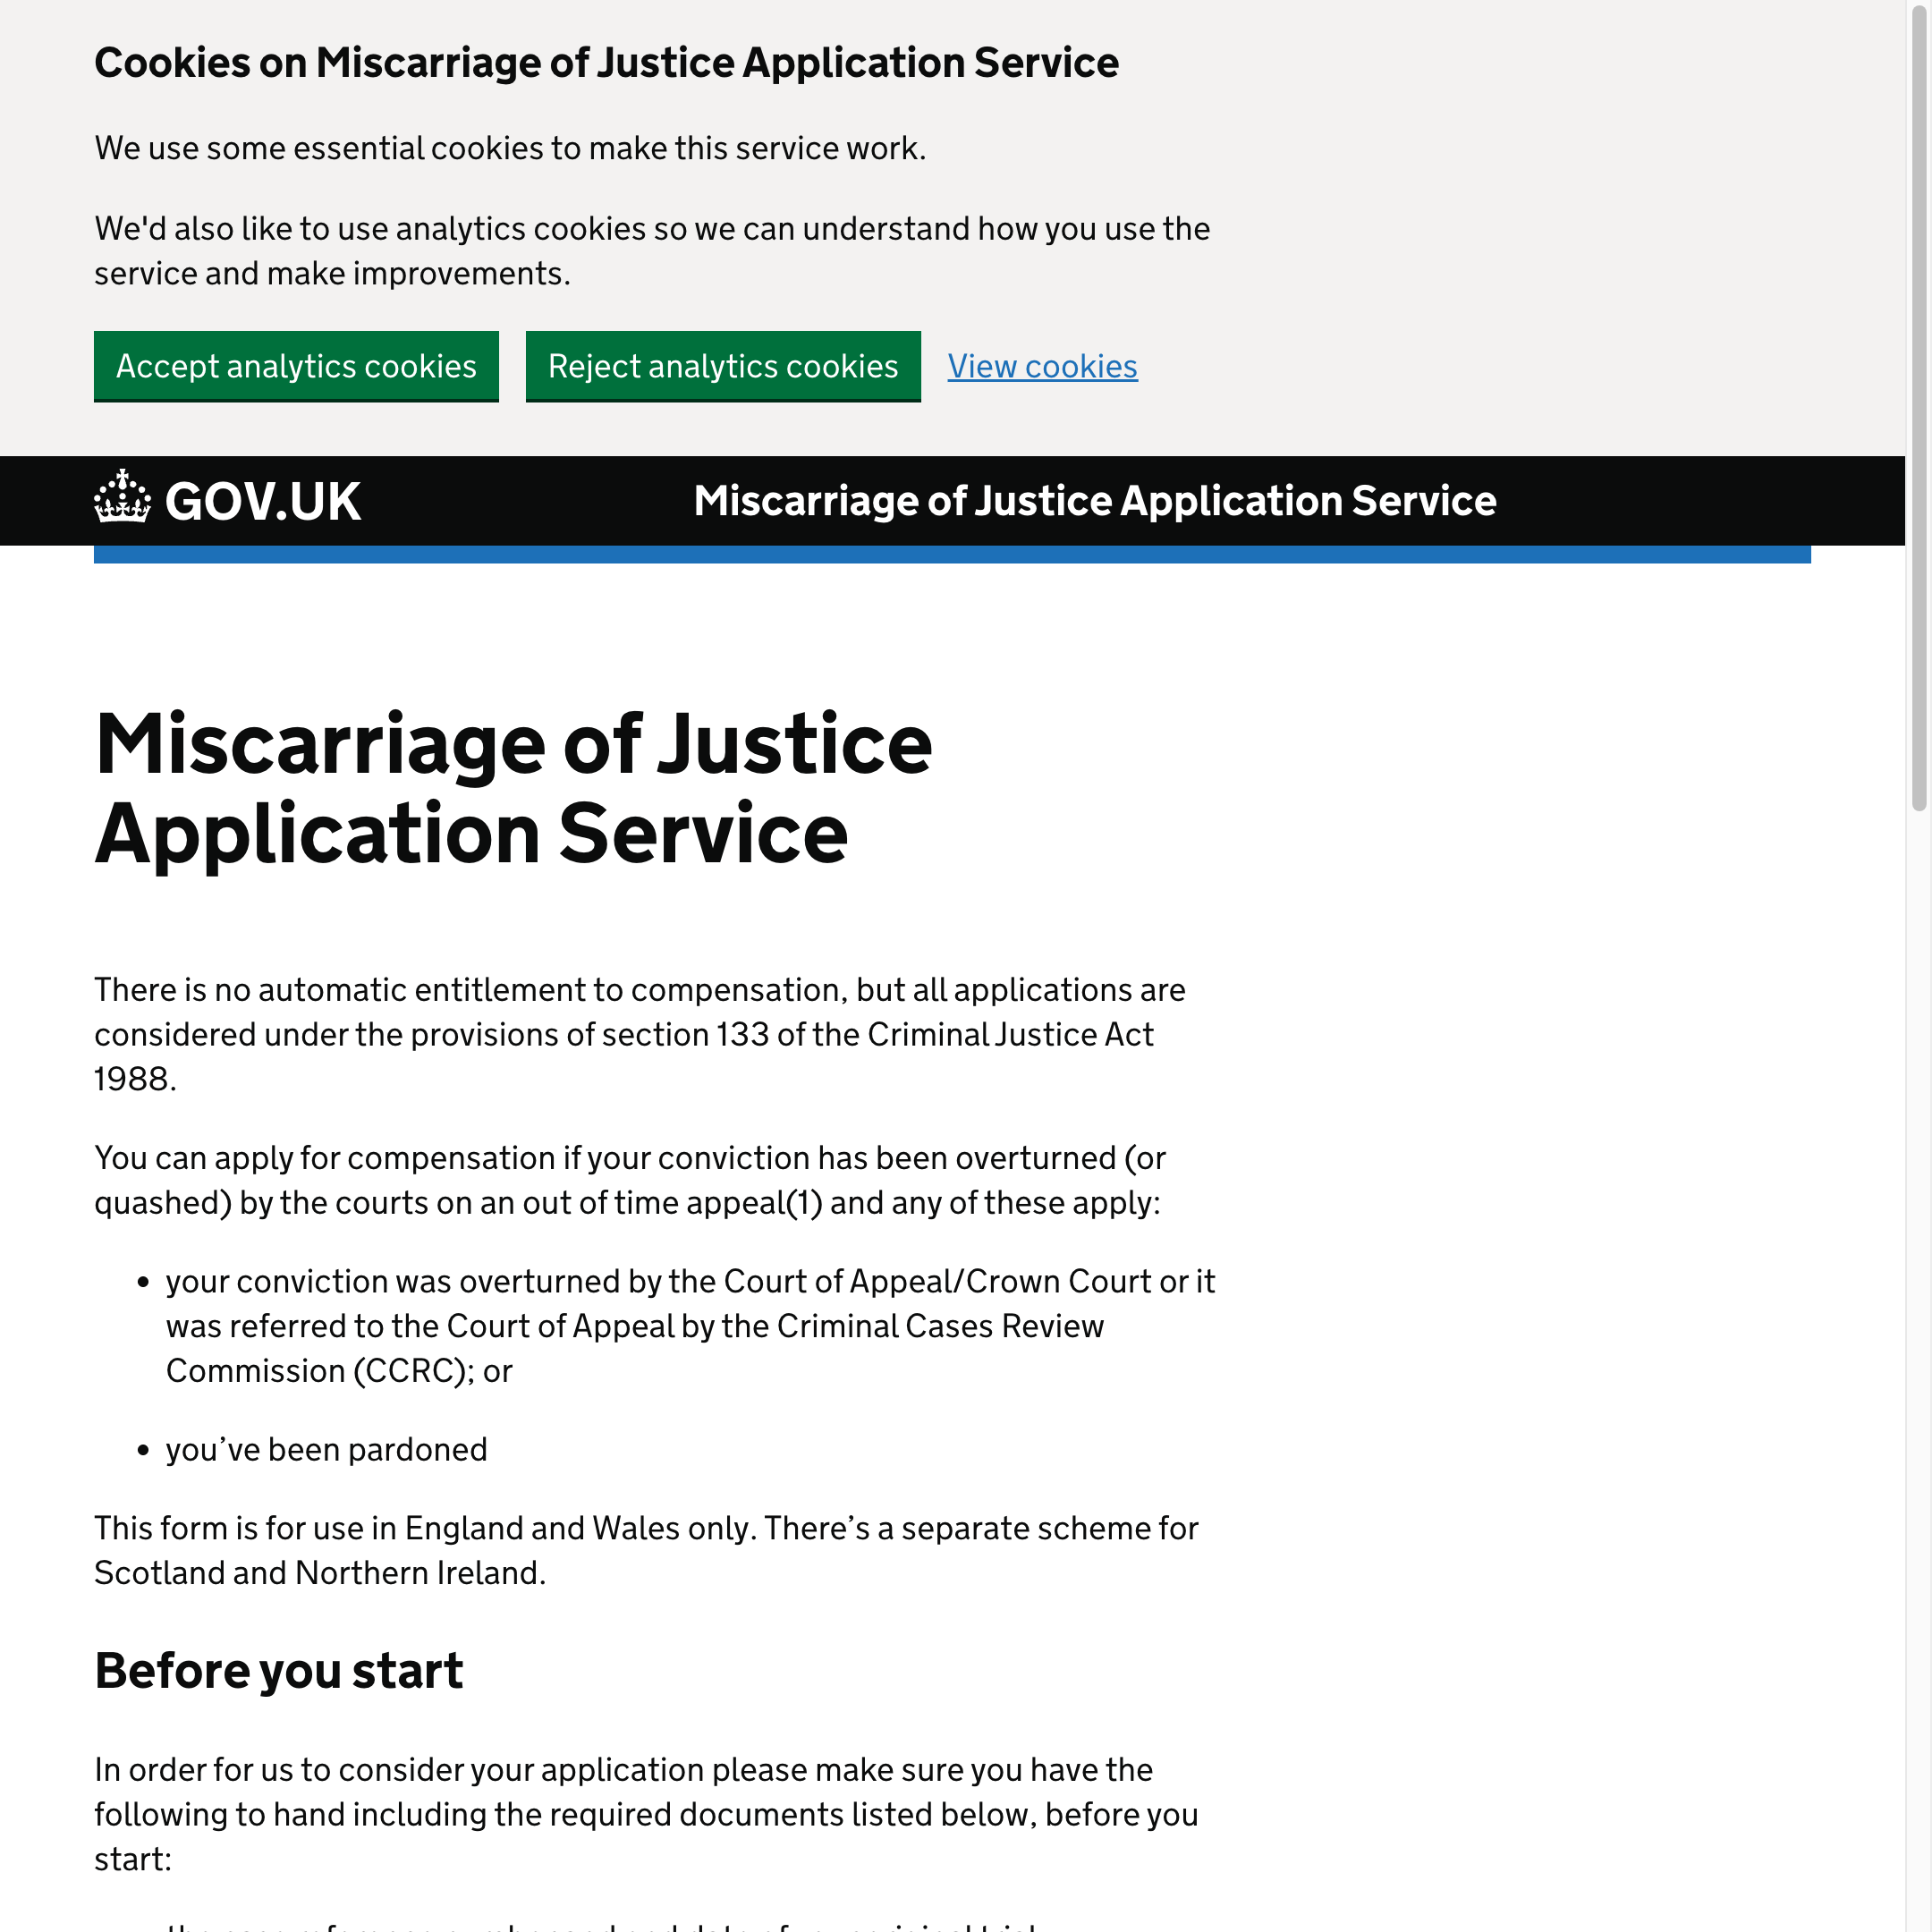 Cookies on Miscarriage of Justice Application Service
We use some essential cookies to make this service work.
We'd also like to use analytics cookies so we can understand how you use the
service and make improvements.
Accept analytics cookies
Reject analytics cookies
View cookies
GOV.UK
Miscarriage of Justice Application Service
Miscarriage of Justice
Application Service
There is no automatic entitlement to compensation, but all applications are
considered under the provisions of section 133 of the Criminal Justice Act
1988.
You can apply for compensation if your conviction has been overturned (or
quashed) by the courts on an out of time appeal(1) and any of these apply:
• your conviction was overturned by the Court of Appeal/Crown Court or it
was referred to the Court of Appeal by the Criminal Cases Review
Commission (CCRC); or
• you’ve been pardoned
This form is for use in England and Wales only. There’s a separate scheme for
Scotland and Northern Ireland.
Before you start
In order for us to consider your application please make sure you have the
following to hand including the required documents listed below, before you
start: